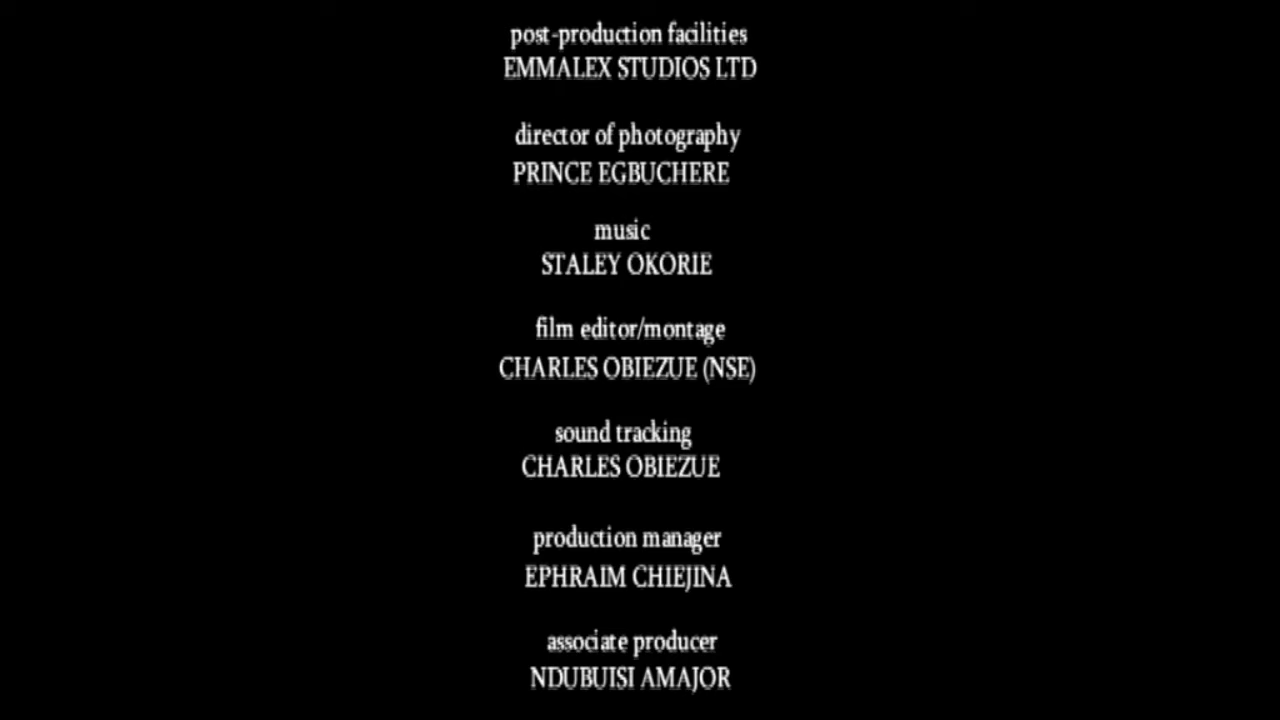 post-production facilities
EMMALEX STUDIOS LTD
director of photography
PRINCE EGBUCHERE
music
STALEY OKORIE
film editor/montage
CHARLES OBIEZUE (NSE)
sound tracking
CHARLES OBIEZUE
production manager
EPHRAIM CHIEJINA
associate producer
NDUBUISI AMAJOR